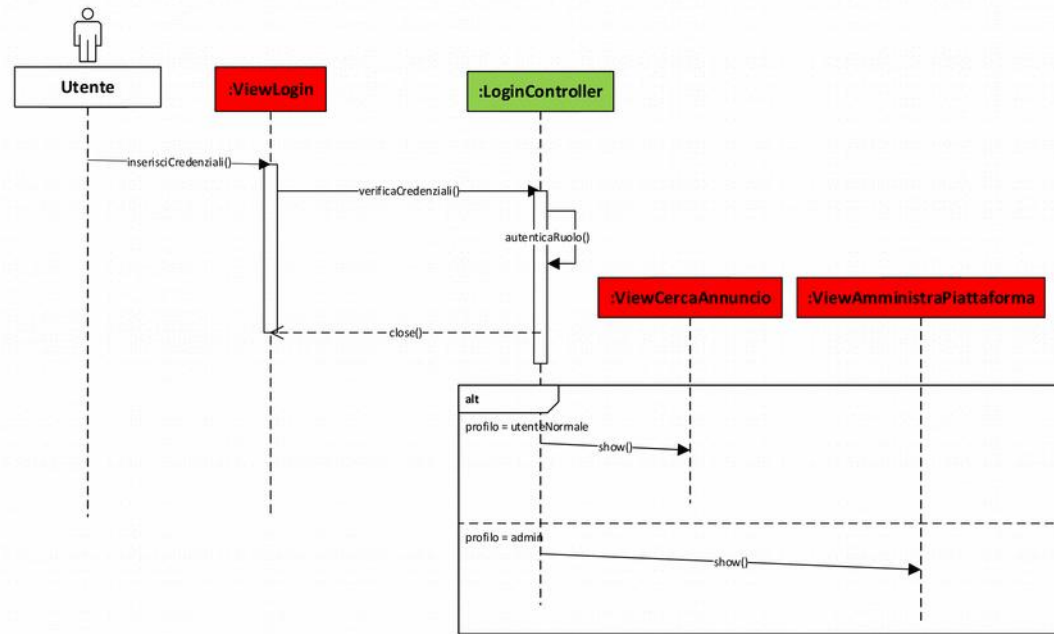 Utente
:ViewLogin
:LoginController
inserisciCredenziali()
verificaCredenziali()
autenticaRuolo()
:ViewCercaAnnuncio
:ViewAmministraPiattaforma
close()
alt
profilo = utenteNormale
show()
profilo = admin
show()